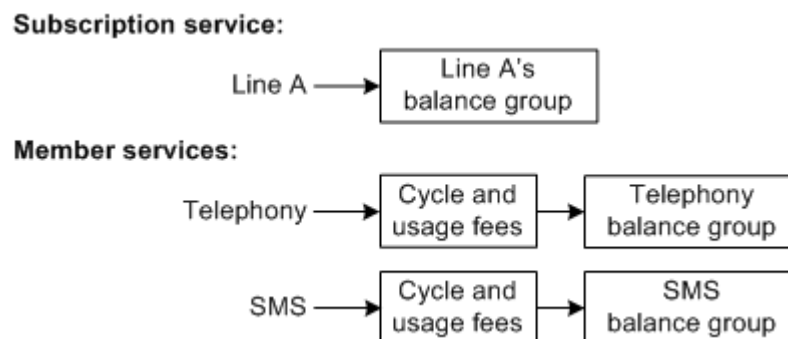 Subscription service:
Line A
Line A's
balance group
Member services:
Telephony
Cycle and
usage fees
Telephony
balance group
SMS
Cycle and
usage fees
SMS
balance group